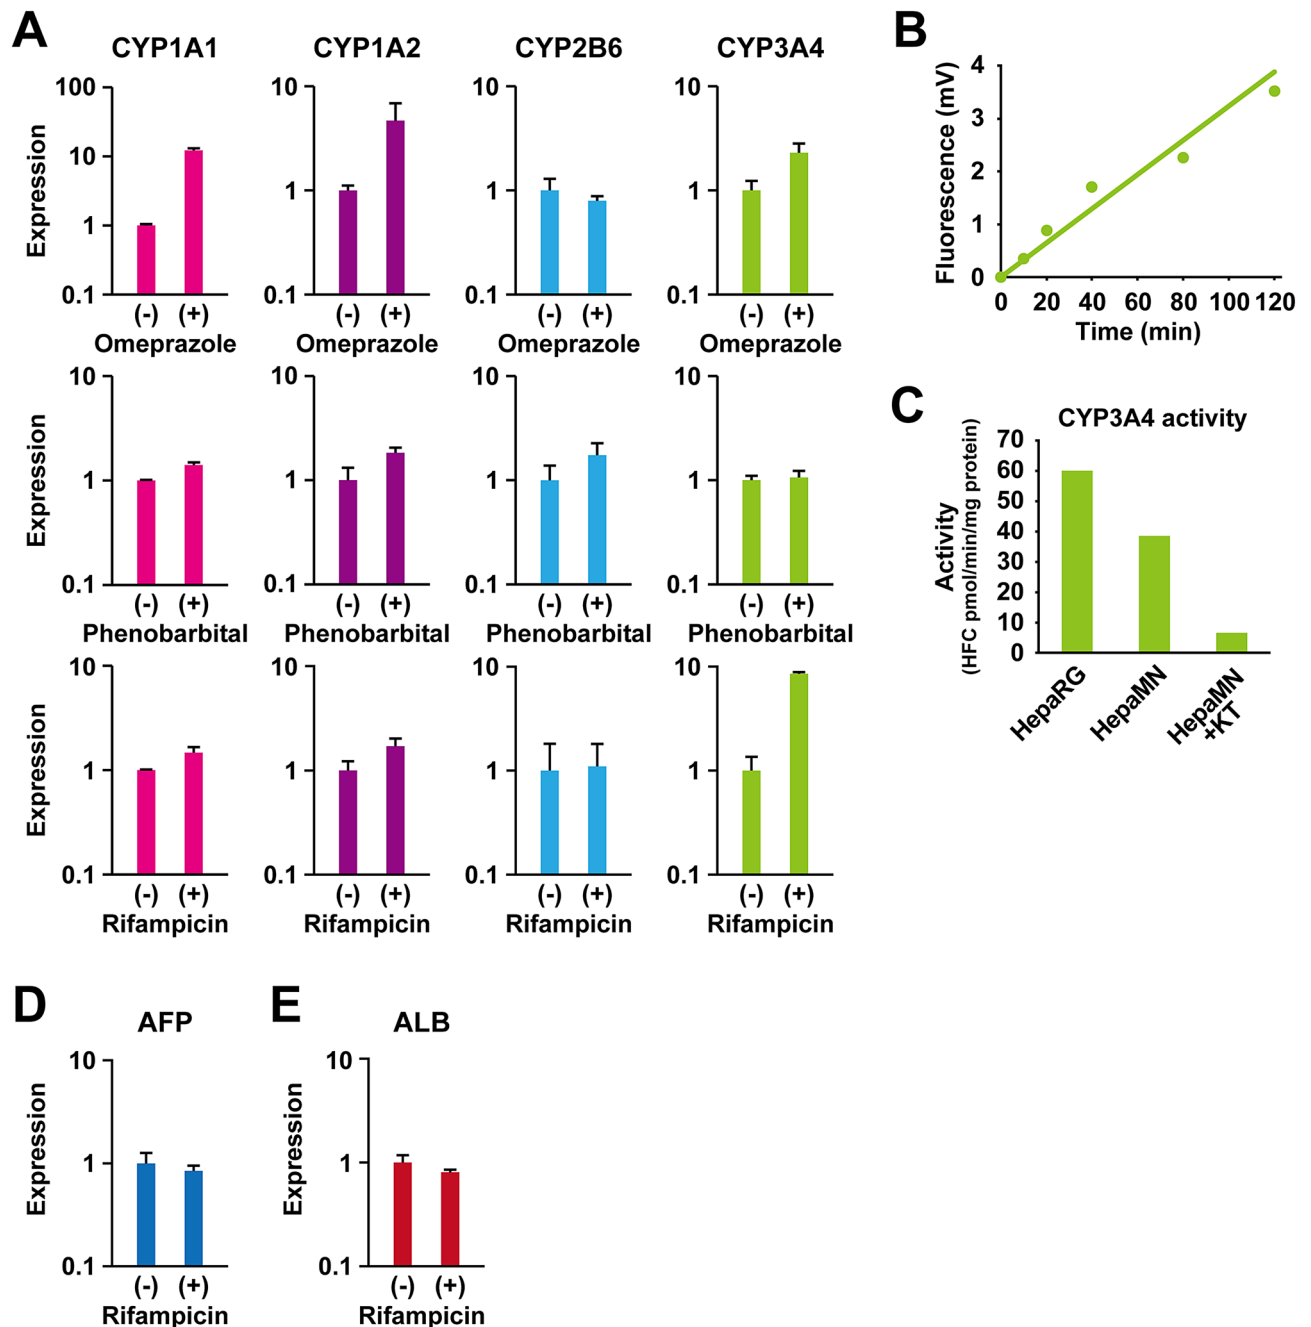 A
CYP1A1
CYP1A2
CYP2B6
CYP3A4
Expression
100
10
1
0.1
(-) (+)
Omeprazole
10
1
0.1
(-) (+)
Omeprazole
10
1
0.1
(-) (+)
Omeprazole
10
1
0.1
(-) (+)
Omeprazole
Expression
10
1
0.1
(-) (+)
Phenobarbital
10
1
0.1
(-) (+)
Phenobarbital
10
1
0.1
(-) (+)
Phenobarbital
10
1
0.1
(-) (+)
Phenobarbital
Expression
10
1
0.1
(-) (+)
Rifampicin
10
1
0.1
(-) (+)
Rifampicin
10
1
0.1
(-) (+)
Rifampicin
10
1
0.1
(-) (+)
Rifampicin
B
Fluorescence (mV)
4
3
2
1
0
0 20 40 60 80 100 120
Time (min)
C
CYP3A4 activity
Activity
(HFC pmol/min/mg protein)
70
60
50
40
30
20
10
0
HepaRG
HepaMN
HepaMN
+KT
D
AFP
Expression
10
1
0.1
(-) (+)
Rifampicin
E
ALB
Expression
10
1
0.1
(-) (+)
Rifampicin